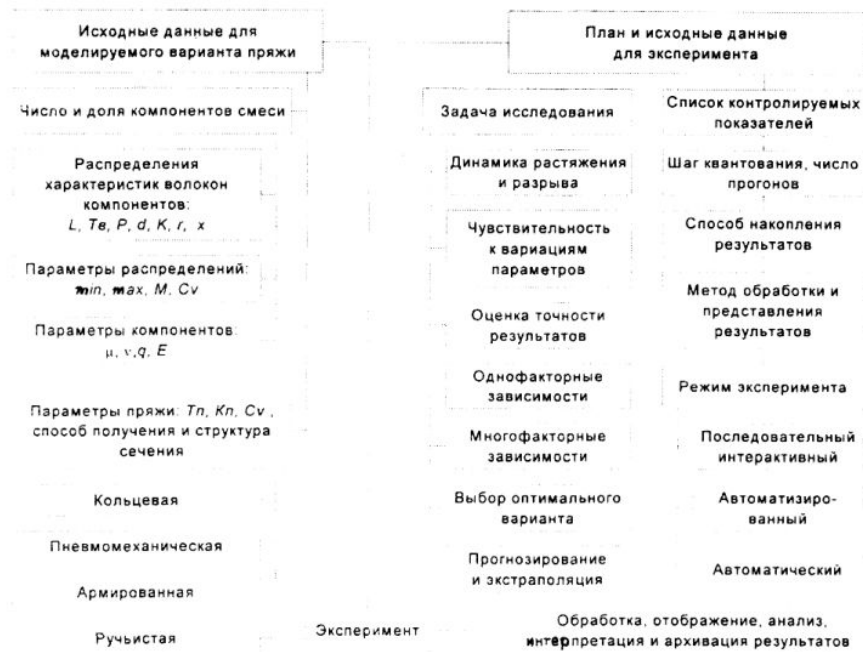 Исходные данные для
моделируемого варианта пряжи
Число и доля компонентов смеси
Распределения
характеристик волокон
компонентов:
L, Тв, P, d, K, r, x
Параметры распределений:
min, max, M, Cv
Параметры компонентов:
μ, ν,q, E
Параметры пряжи: Тп, Кп, Cv ,
способ получения и структура
сечения
Кольцевая
Пневмомеханическая
Армированная
Ручьистая
План и исходные данные
для эксперимента
Задача исследования
Динамика растяжения
и разрыва
Чувствительность
к вариациям
параметров
Оценка точности
результатов
Однофакторные
зависимости
Многофакторные
зависимости
Выбор оптимального
варианта
Прогнозирование
и экстраполяция
Список контролируемых
показателей
Шаг квантования, число
прогонов
Способ накопления
результатов
Метод обработки и
представления
результатов
Режим эксперимента
Последовательный
интерактивный
Автоматизиро-
ванный
Автоматический
Эксперимент
Обработка, отображение, анализ,
интерпретация и архивация результатов